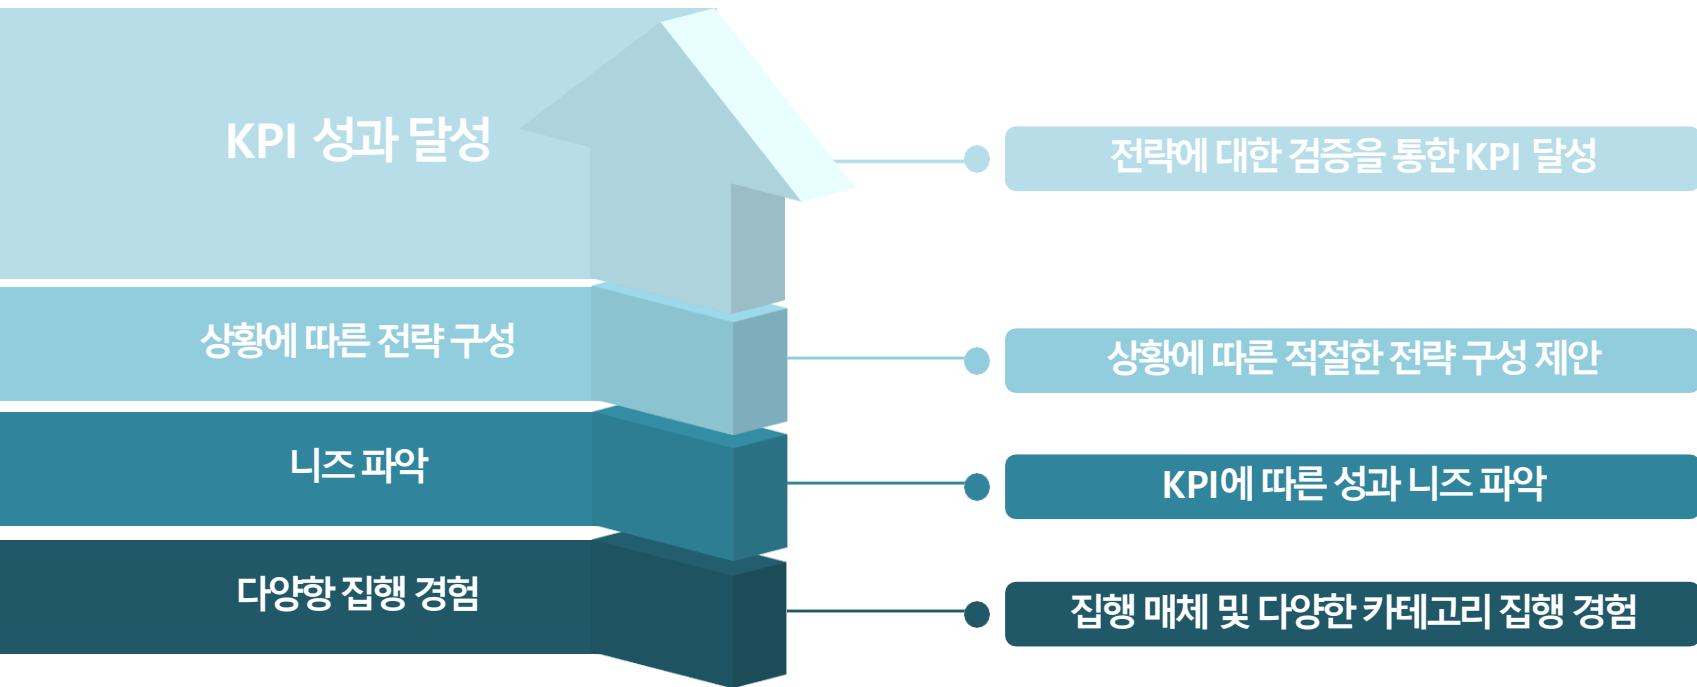 KPI 성과 달성
전략에 대한 검증을 통한 KPI 달성
상황에 따른 전략 구성
상황에 따른 적절한 전략 구성 제안
니즈 파악
KPI에 따른 성과 니즈 파악
다양항 집행 경험
집행 매체 및 다양한 카테고리 집행 경험